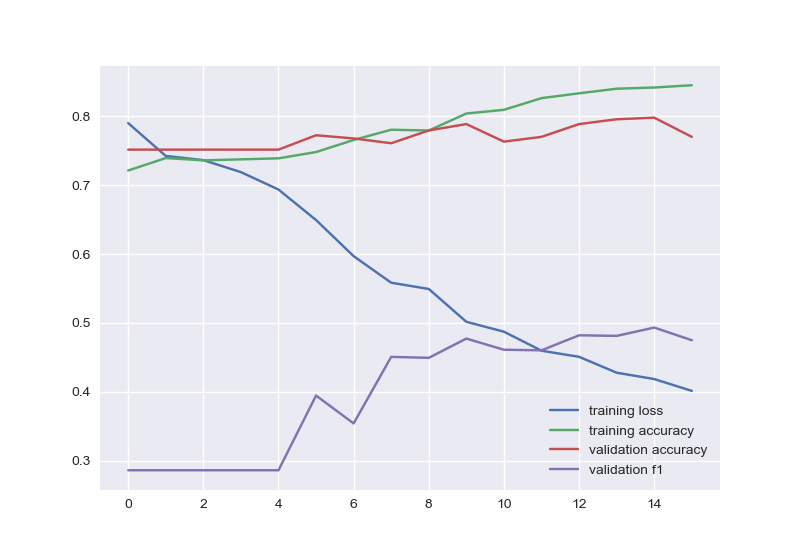 0.8
0.7
0.6
0.5
0.4
0.3
training loss
training accuracy
validation accuracy
validation f1
0 2 4 6 8 10 12 14